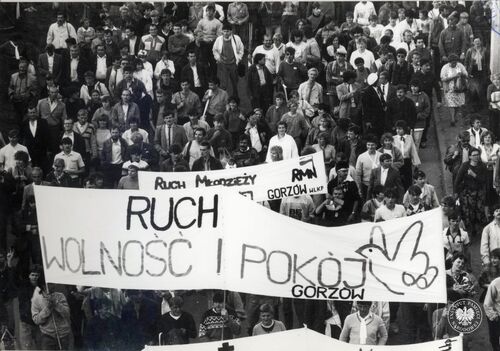 RUCH MŁODZIEŻY RMN
GORZÓW WLKP
RUCH
WOLNOŚĆ I POKÓJ
GORZÓW